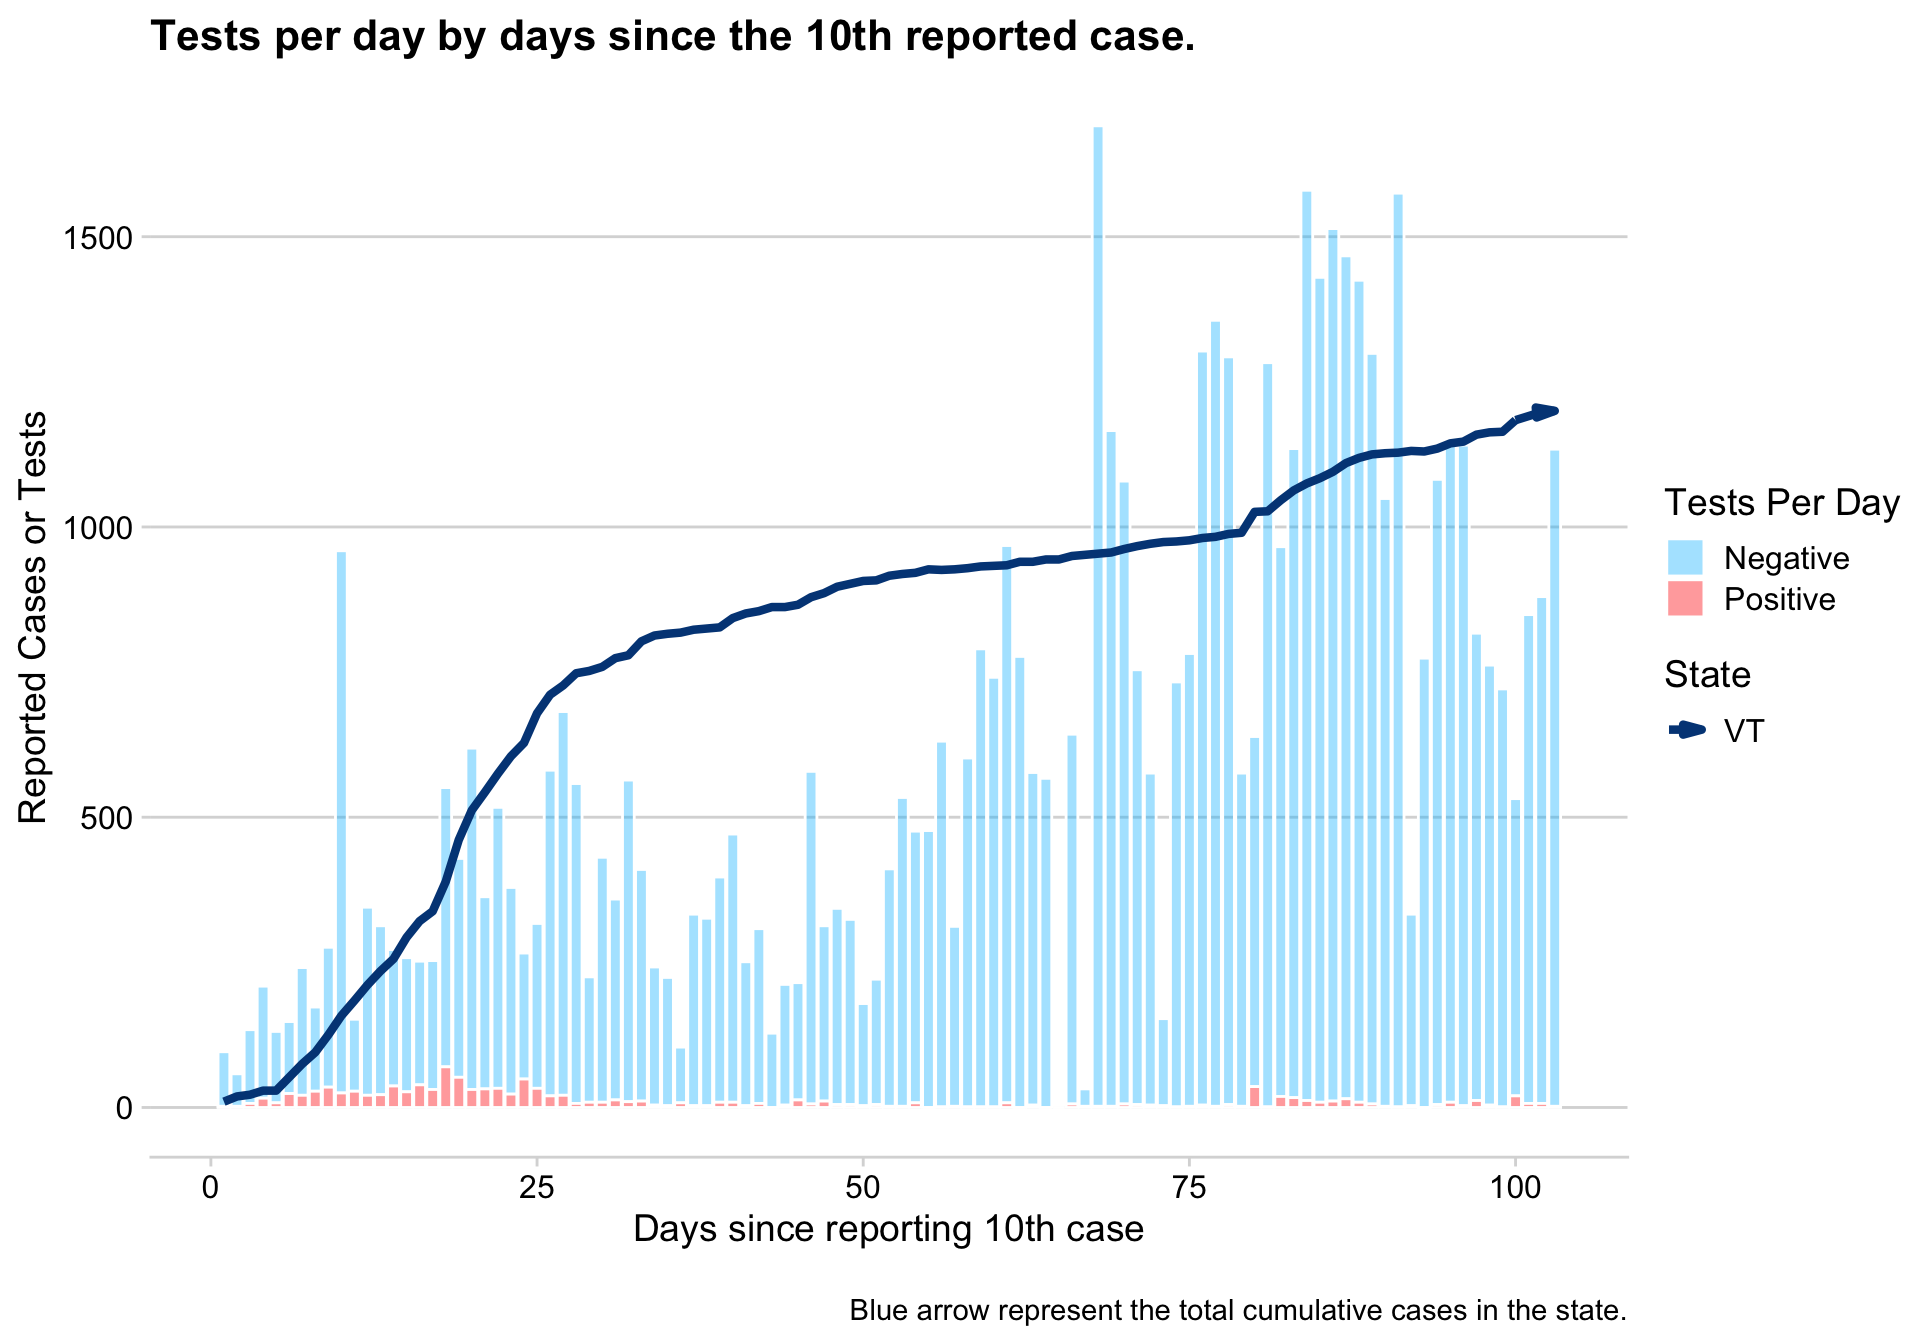 Tests per day by days since the 10th reported case.
Reported Cases or Tests
1500
1000
500
0
0 25 50 75 100
Days since reporting 10th case
Tests Per Day
Negative
Positive
State
VT
Blue arrow represent the total cumulative cases in the state.